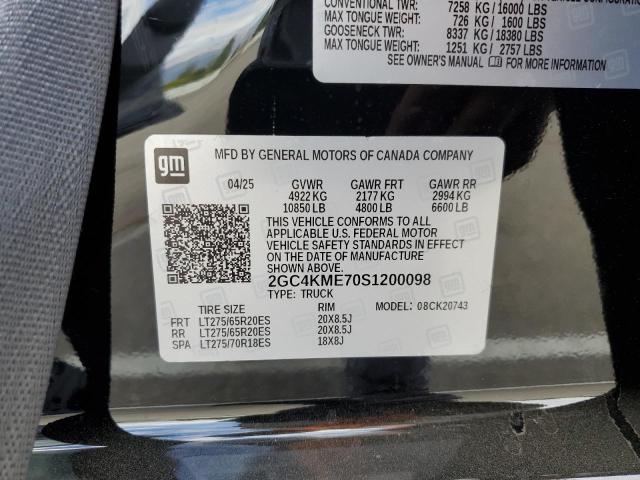 CONVENTIONAL TWR: 7258 KG/ 16000 LBS
MAX TONGUE WEIGHT: 726 KG / 1600 LBS
GOOSENECK TWR: 8337 KG/ 18380 LBS
MAX TONGUE WEIGHT: 1251 KG / 2757 LBS
SEE OWNER'S MANUAL FOR MORE INFORMATION
gm
MFD BY GENERAL MOTORS OF CANADA COMPANY
04/25 GVWR GAWR FRT GAWR RR
4922 KG 2177 KG 2994 KG
10850 LB 4800 LB 6600 LB
THIS VEHICLE CONFORMS TO ALL
APPLICABLE U.S. FEDERAL MOTOR
VEHICLE SAFETY STANDARDS IN EFFECT
ON THE DATE OF MANUFACTURE
SHOWN ABOVE.
2GC4KME70S1200098
TYPE: TRUCK MODEL: 08CK20743
TIRE SIZE RIM
FRT LT275/65R20ES 20X8.5J
RR LT275/65R20ES 20X8.5J
SPA LT275/70R18ES 18X8J